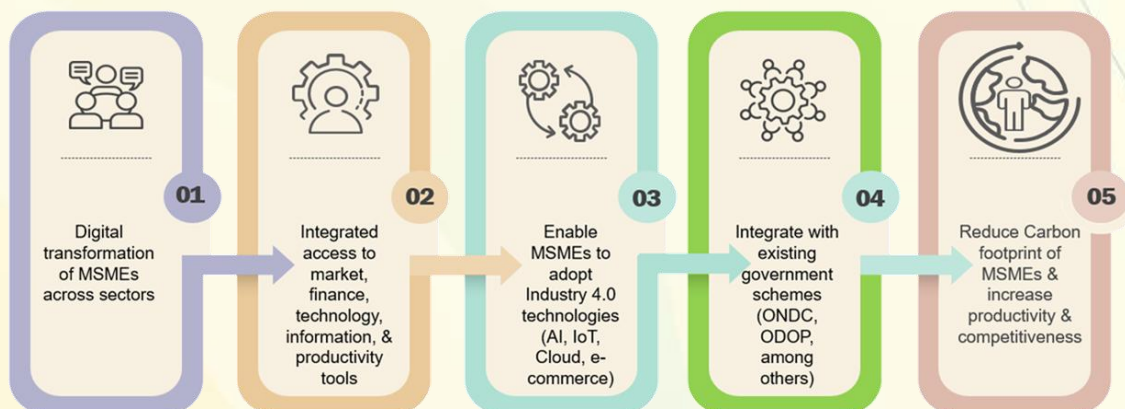 01
Digital
transformation
of MSMEs
across sectors
02
Integrated
access to
market,
finance,
technology,
information, &
productivity
tools
03
Enable
MSMEs to
adopt
Industry 4.0
technologies
(AI, IoT,
Cloud, e-
commerce)
04
Integrate with
existing
government
schemes
(ONDC,
ODOP,
among
others)
05
Reduce Carbon
footprint of
MSMEs &
increase
productivity &
competitiveness